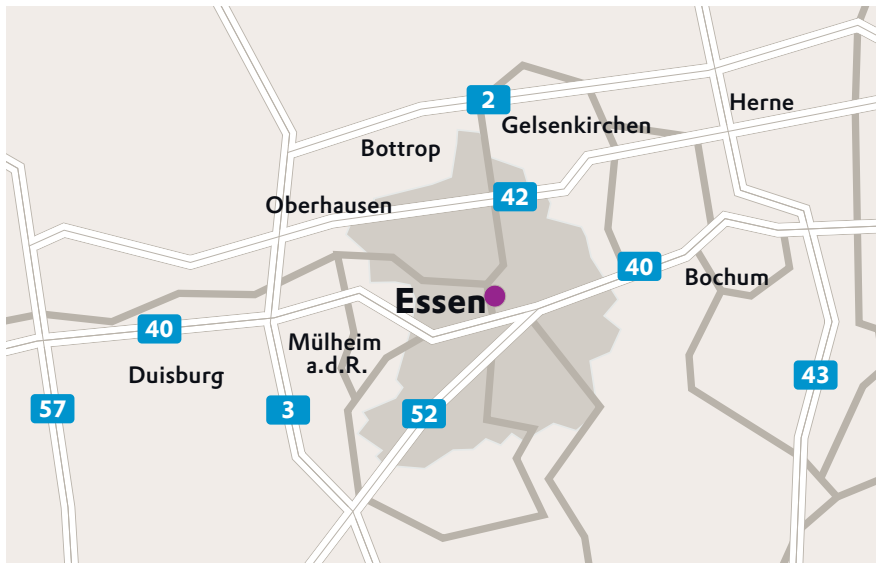 2
Herne
Gelsenkirchen
Bottrop
42
Oberhausen
40
Bochum
Essen
40
Mülheim
a.d.R.
Duisburg
43
57
3
52